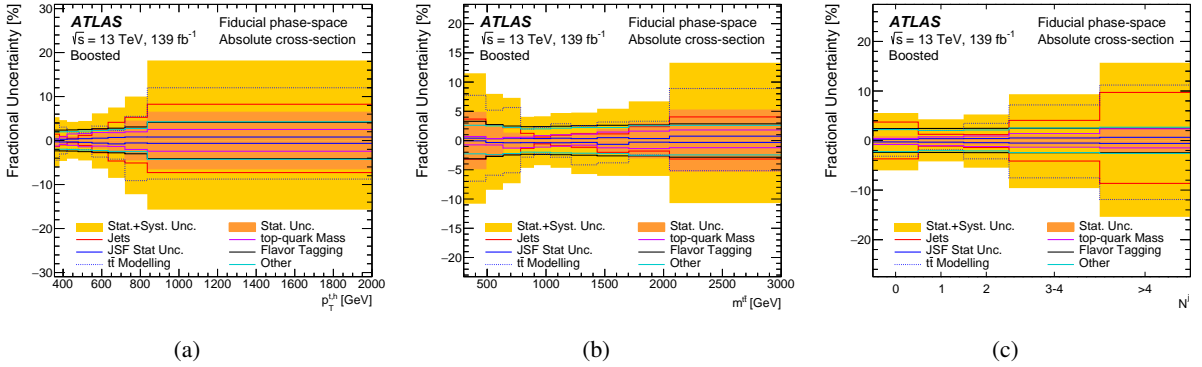 Fractional Uncertainty [%]
ATLAS
Fiducial phase-space
√s = 13 TeV, 139 fb⁻¹
Absolute cross-section
Boosted
30
20
10
0
−10
−20
−30
Stat.+Syst. Unc.
Stat. Unc.
Jets
top-quark Mass
JSF Stat Unc.
Flavor Tagging
tt̄ Modelling
Other
400 600 800 1000 1200 1400 1600 1800 2000
p_T^{t,h} [GeV]
(a)
Fractional Uncertainty [%]
ATLAS
Fiducial phase-space
√s = 13 TeV, 139 fb⁻¹
Absolute cross-section
Boosted
20
15
10
5
0
−5
−10
−15
−20
Stat.+Syst. Unc.
Stat. Unc.
Jets
top-quark Mass
JSF Stat Unc.
Flavor Tagging
tt̄ Modelling
Other
500 1000 1500 2000 2500 3000
m^{tt̄} [GeV]
(b)
Fractional Uncertainty [%]
ATLAS
Fiducial phase-space
√s = 13 TeV, 139 fb⁻¹
Absolute cross-section
Boosted
20
10
0
−10
−20
Stat.+Syst. Unc.
Stat. Unc.
Jets
top-quark Mass
JSF Stat Unc.
Flavor Tagging
tt̄ Modelling
Other
0 1 2 3-4 >4
N^j
(c)